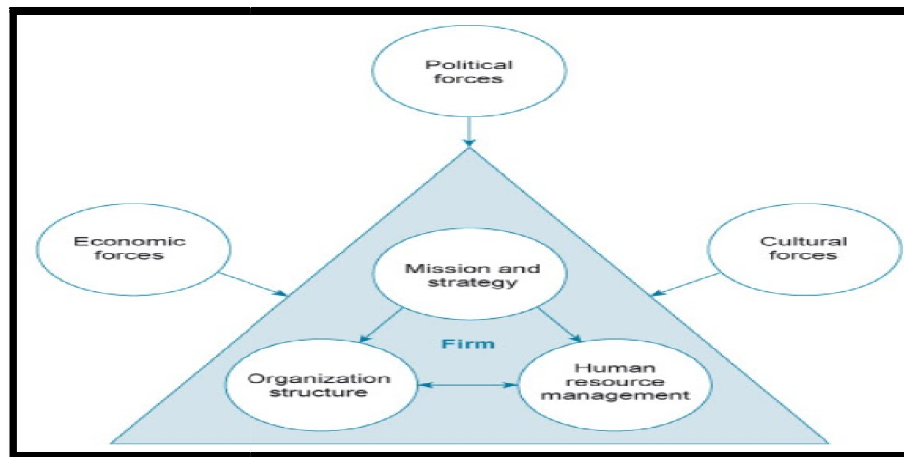 Political
forces
Economic
forces
Cultural
forces
Mission and
strategy
Firm
Organization
structure
Human
resource
management